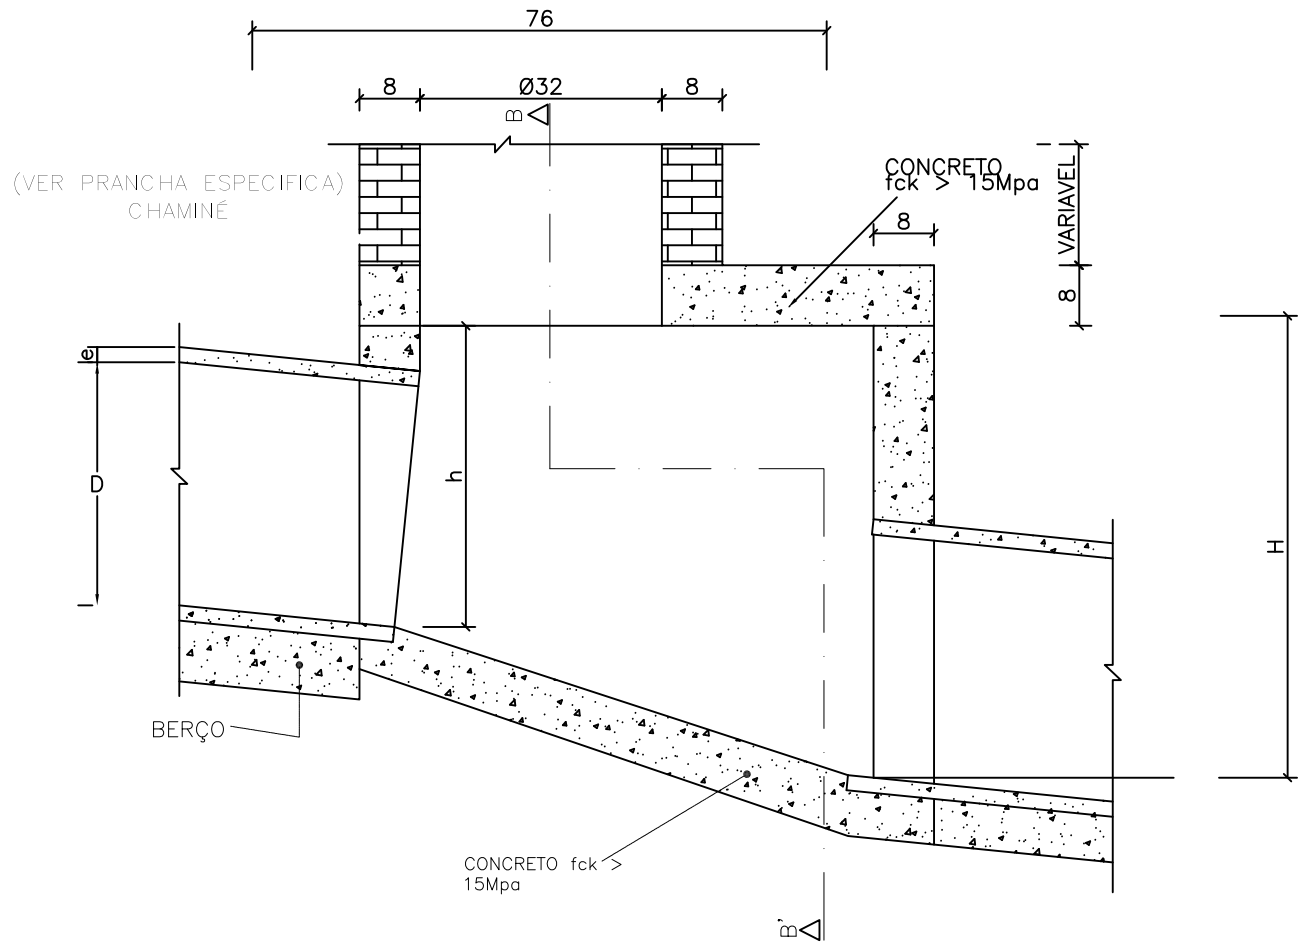 76
8
Ø32
8
B
(VER PRANCHA ESPECIFICA)
CHAMINÉ
CONCRETO
fck > 15Mpa
VARIAVEL
8
8
e
D
h
H
BERÇO
CONCRETO fck >
15Mpa
B'